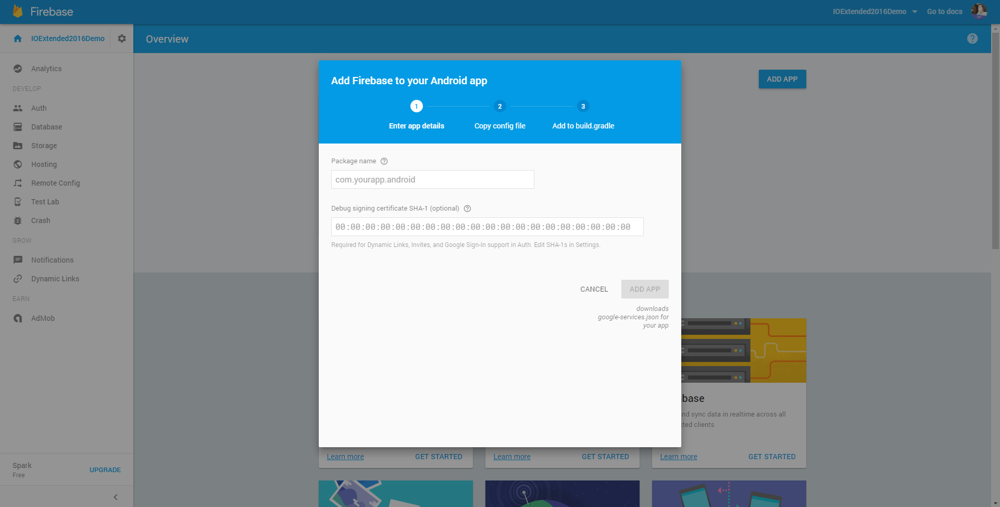 Firebase
IOExtended2016Demo
Go to docs
IOExtended2016Demo
Overview
Analytics
DEVELOP
Auth
Database
Storage
Hosting
Remote Config
Test Lab
Crash
GROW
Notifications
Dynamic Links
EARN
AdMob
Spark
Free
UPGRADE
ADD APP
Add Firebase to your Android app
1
2
3
Enter app details
Copy config file
Add to build.gradle
Package name
com.yourapp.android
Debug signing certificate SHA-1 (optional)
00:00:00:00:00:00:00:00:00:00:00:00:00:00:00:00:00:00:00:00
Required for Dynamic Links, Invites, and Google Sign-In support in Auth. Edit SHA-1s in Settings.
CANCEL
ADD APP
downloads
google-services.json for
your app
base
nd sync data in realtime across all
cted clients
Learn more
GET STARTED
Learn more
GET STARTED
Learn more
GET STARTED